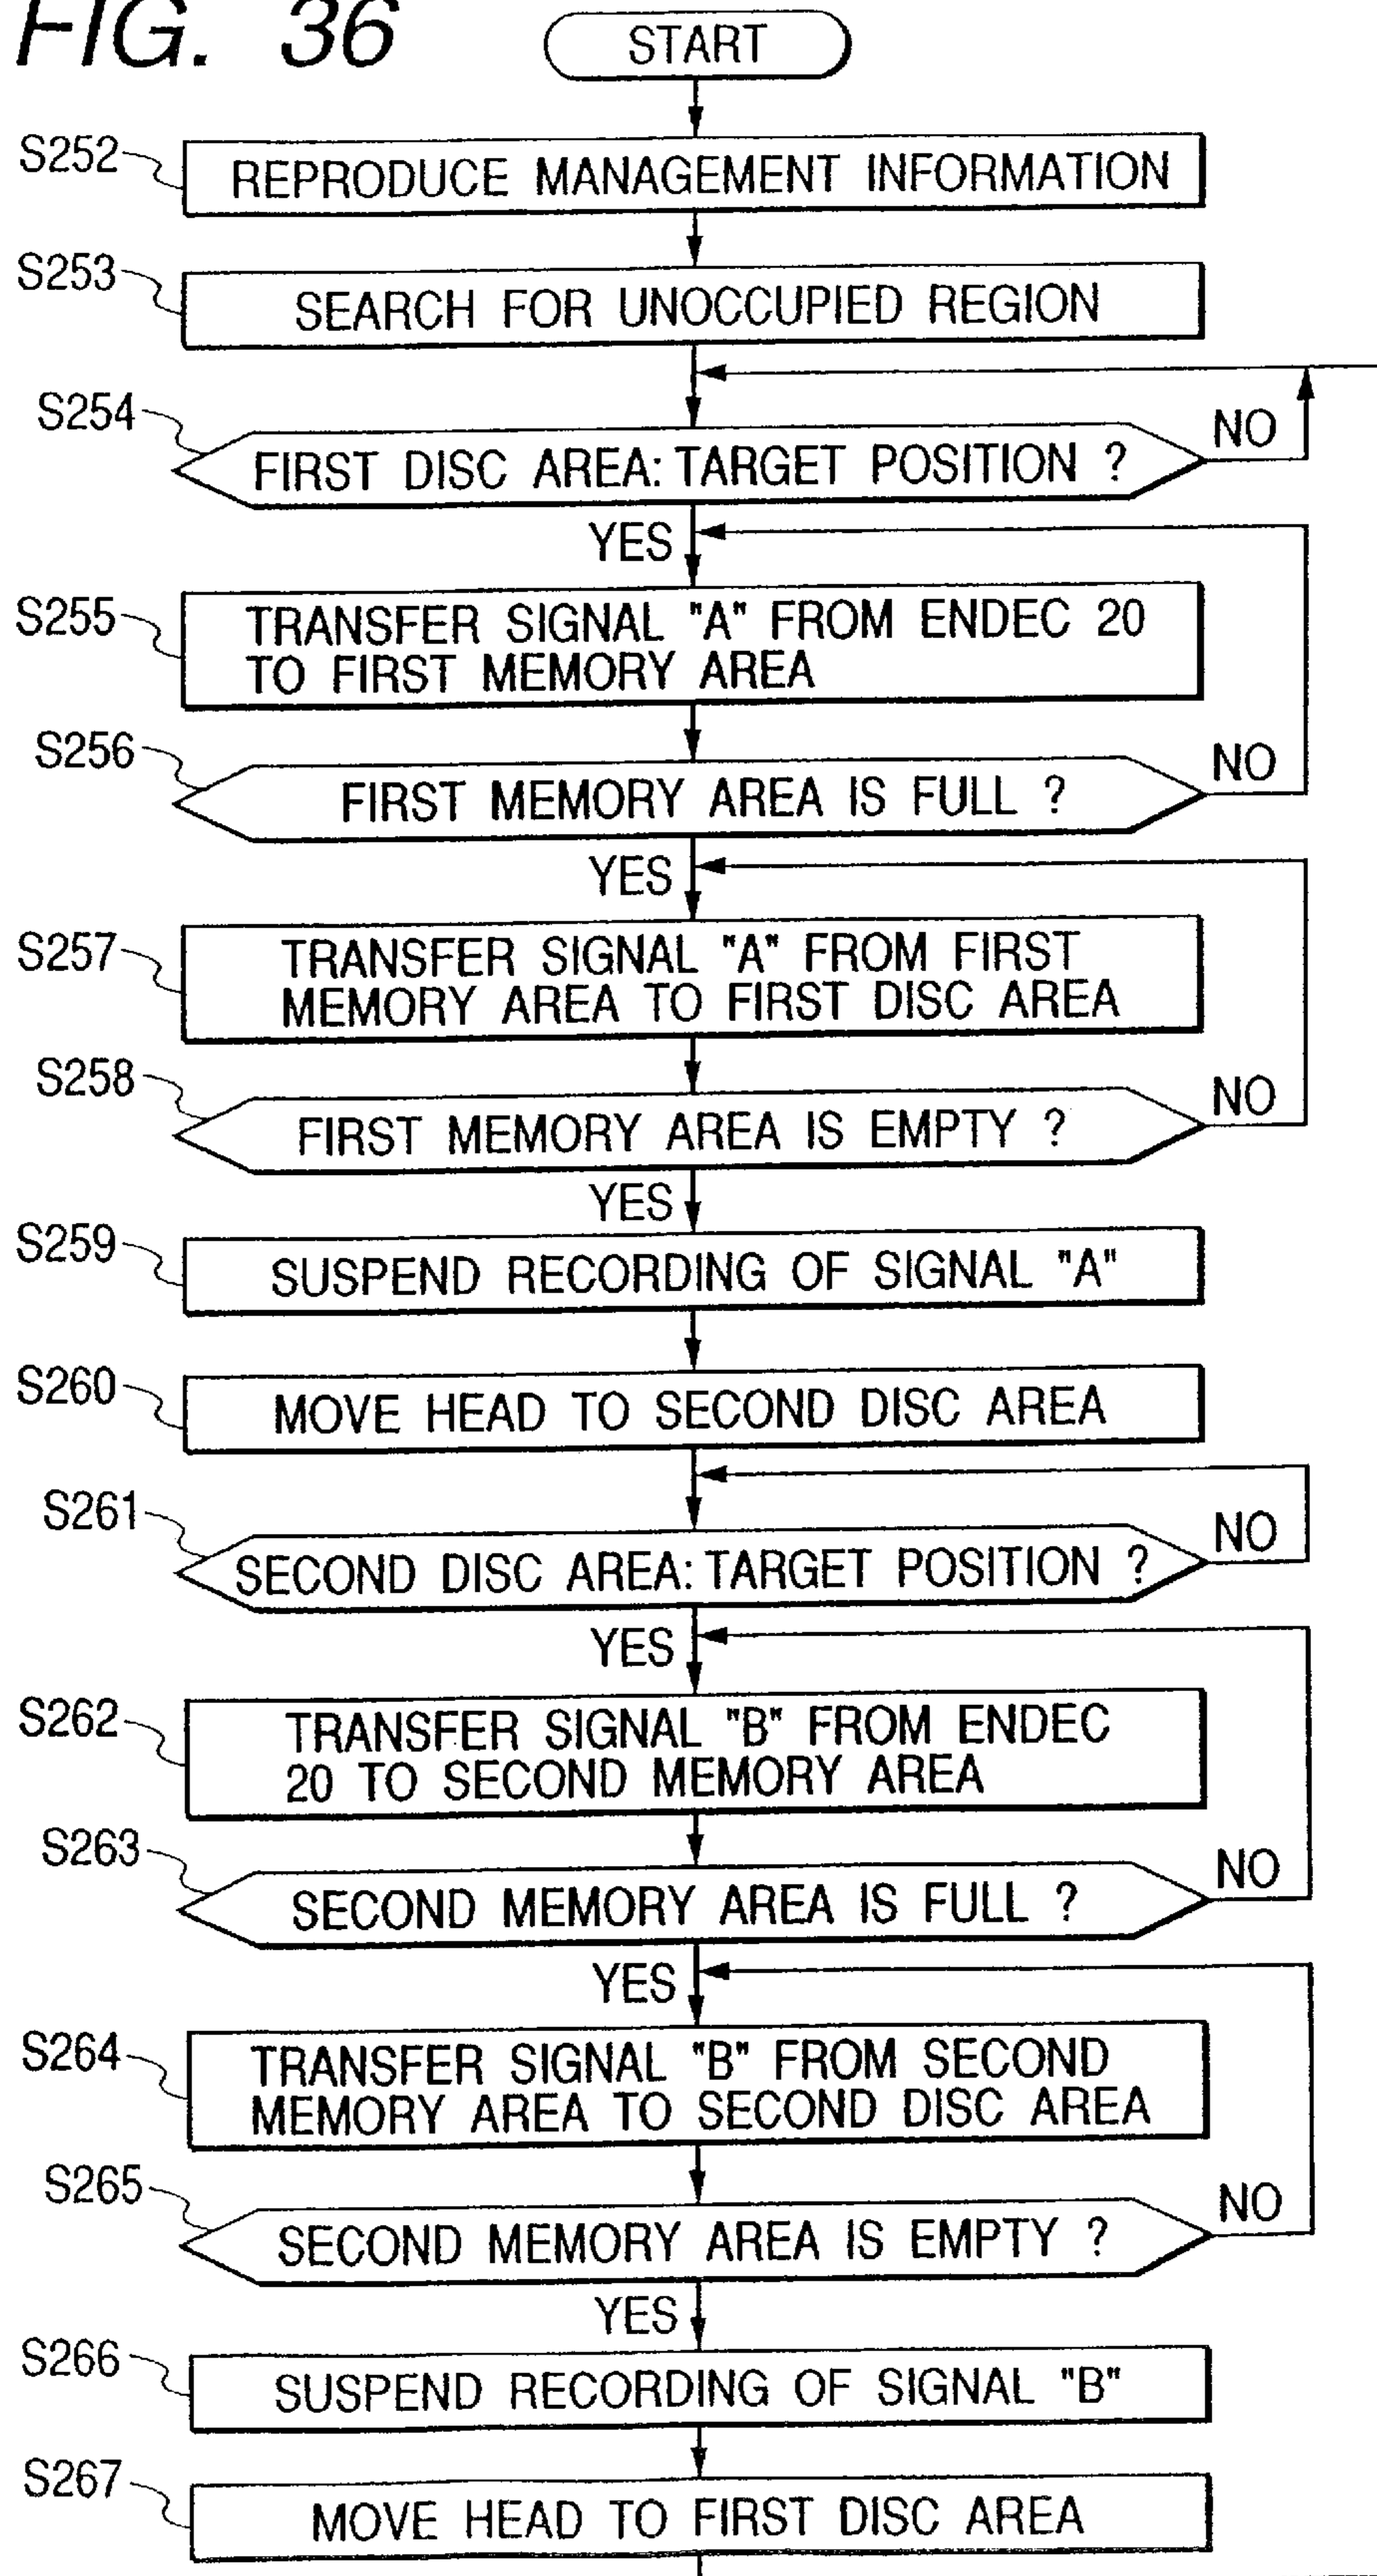 FIG. 36
START
S252
REPRODUCE MANAGEMENT INFORMATION
S253
SEARCH FOR UNOCCUPIED REGION
S254
FIRST DISC AREA: TARGET POSITION ?
NO
YES
S255
TRANSFER SIGNAL "A" FROM ENDEC 20
TO FIRST MEMORY AREA
S256
FIRST MEMORY AREA IS FULL ?
NO
YES
S257
TRANSFER SIGNAL "A" FROM FIRST
MEMORY AREA TO FIRST DISC AREA
S258
FIRST MEMORY AREA IS EMPTY ?
NO
YES
S259
SUSPEND RECORDING OF SIGNAL "A"
S260
MOVE HEAD TO SECOND DISC AREA
S261
SECOND DISC AREA: TARGET POSITION ?
NO
YES
S262
TRANSFER SIGNAL "B" FROM ENDEC
20 TO SECOND MEMORY AREA
S263
SECOND MEMORY AREA IS FULL ?
NO
YES
S264
TRANSFER SIGNAL "B" FROM SECOND
MEMORY AREA TO SECOND DISC AREA
S265
SECOND MEMORY AREA IS EMPTY ?
NO
YES
S266
SUSPEND RECORDING OF SIGNAL "B"
S267
MOVE HEAD TO FIRST DISC AREA